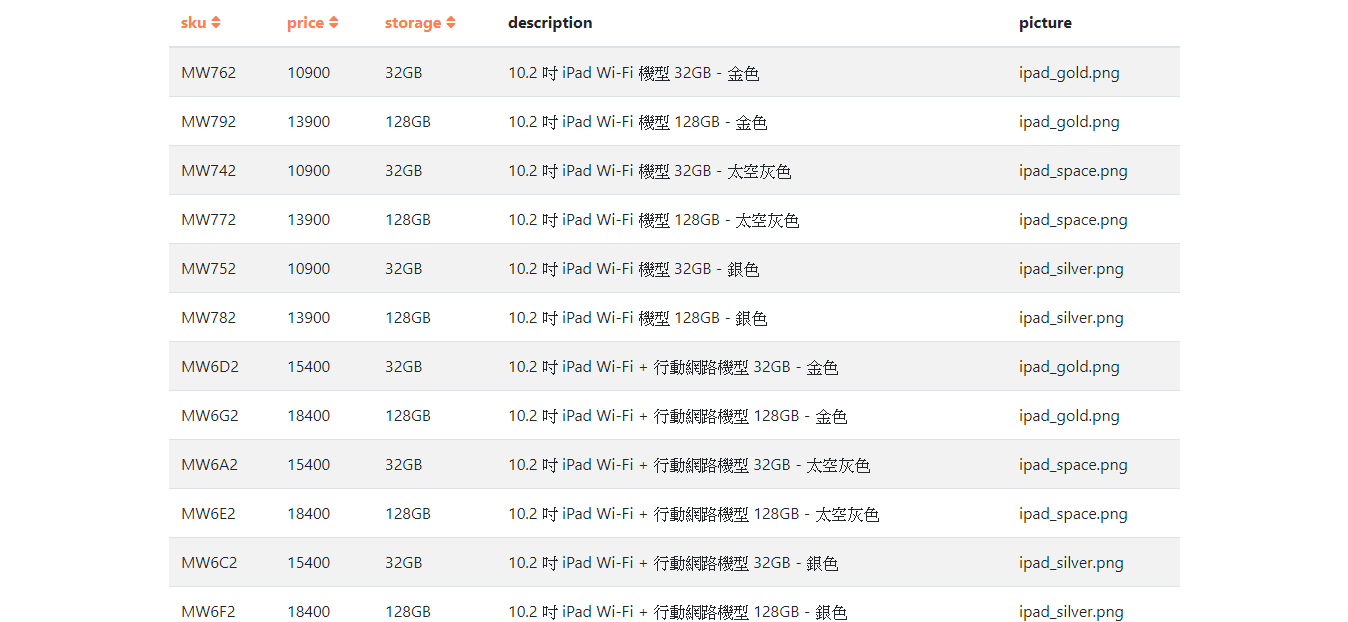 sku price storage description picture
MW762 10900 32GB 10.2 吋 iPad Wi-Fi 機型 32GB - 金色 ipad_gold.png
MW792 13900 128GB 10.2 吋 iPad Wi-Fi 機型 128GB - 金色 ipad_gold.png
MW742 10900 32GB 10.2 吋 iPad Wi-Fi 機型 32GB - 太空灰色 ipad_space.png
MW772 13900 128GB 10.2 吋 iPad Wi-Fi 機型 128GB - 太空灰色 ipad_space.png
MW752 10900 32GB 10.2 吋 iPad Wi-Fi 機型 32GB - 銀色 ipad_silver.png
MW782 13900 128GB 10.2 吋 iPad Wi-Fi 機型 128GB - 銀色 ipad_silver.png
MW6D2 15400 32GB 10.2 吋 iPad Wi-Fi + 行動網路機型 32GB - 金色 ipad_gold.png
MW6G2 18400 128GB 10.2 吋 iPad Wi-Fi + 行動網路機型 128GB - 金色 ipad_gold.png
MW6A2 15400 32GB 10.2 吋 iPad Wi-Fi + 行動網路機型 32GB - 太空灰色 ipad_space.png
MW6E2 18400 128GB 10.2 吋 iPad Wi-Fi + 行動網路機型 128GB - 太空灰色 ipad_space.png
MW6C2 15400 32GB 10.2 吋 iPad Wi-Fi + 行動網路機型 32GB - 銀色 ipad_silver.png
MW6F2 18400 128GB 10.2 吋 iPad Wi-Fi + 行動網路機型 128GB - 銀色 ipad_silver.png